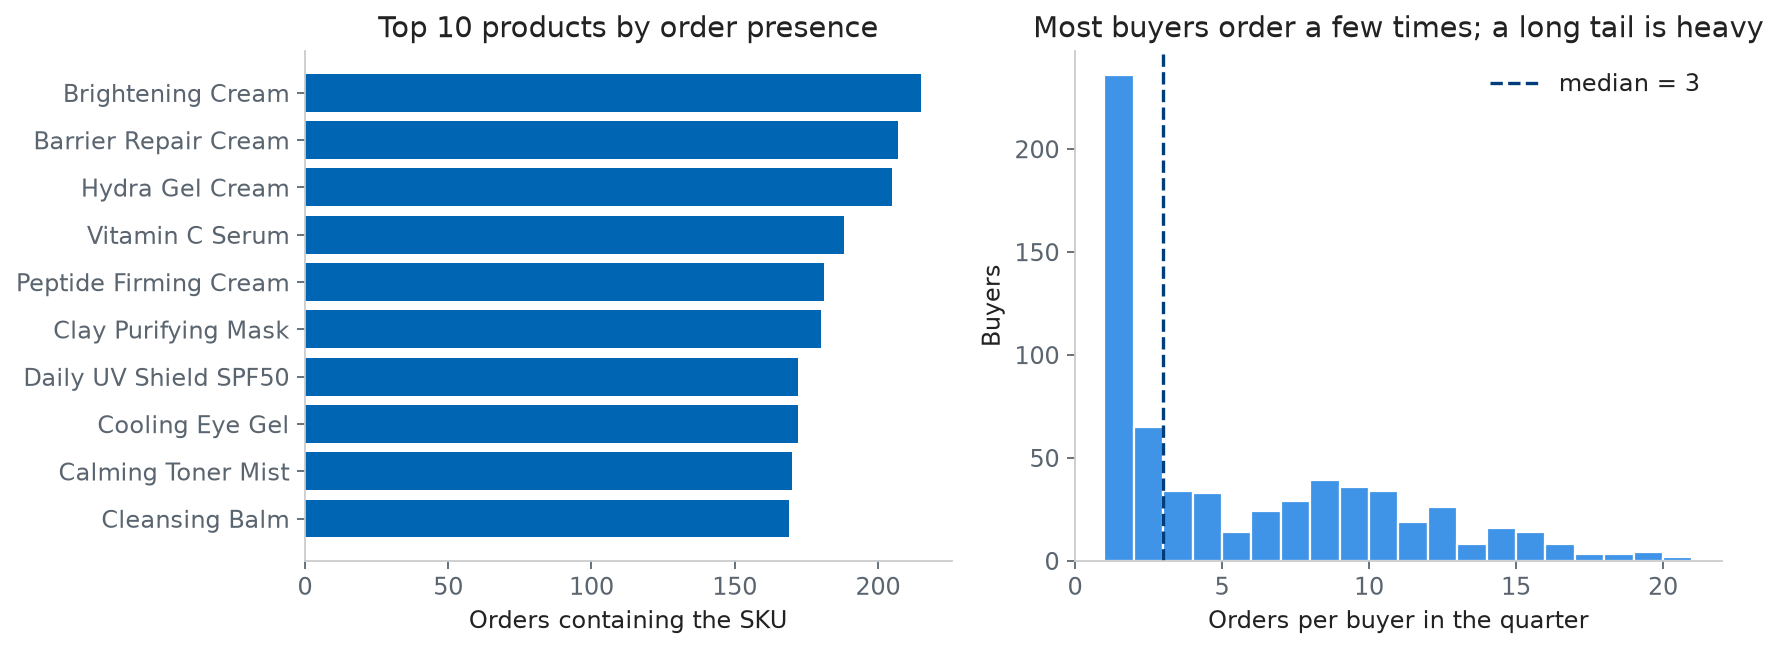 Top 10 products by order presence
Brightening Cream
Barrier Repair Cream
Hydra Gel Cream
Vitamin C Serum
Peptide Firming Cream
Clay Purifying Mask
Daily UV Shield SPF50
Cooling Eye Gel
Calming Toner Mist
Cleansing Balm
0 50 100 150 200
Orders containing the SKU
Most buyers order a few times; a long tail is heavy
median = 3
Buyers
200
150
100
50
0
0 5 10 15 20
Orders per buyer in the quarter